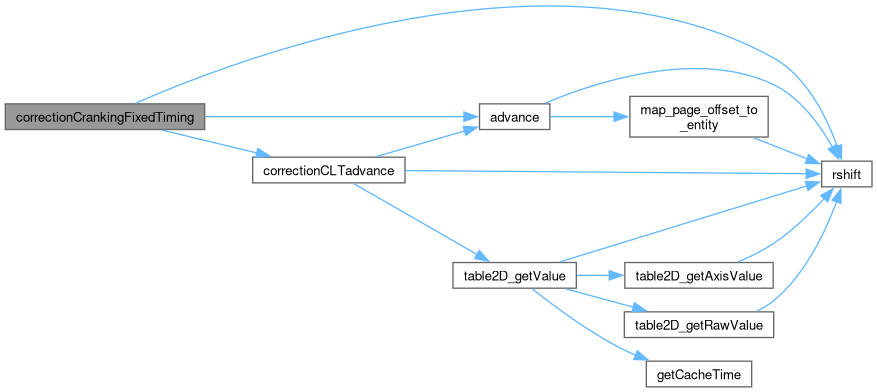 correctionCrankingFixedTiming
advance
map_page_offset_to
_entity
correctionCLTadvance
rshift
table2D_getValue
table2D_getAxisValue
table2D_getRawValue
getCacheTime